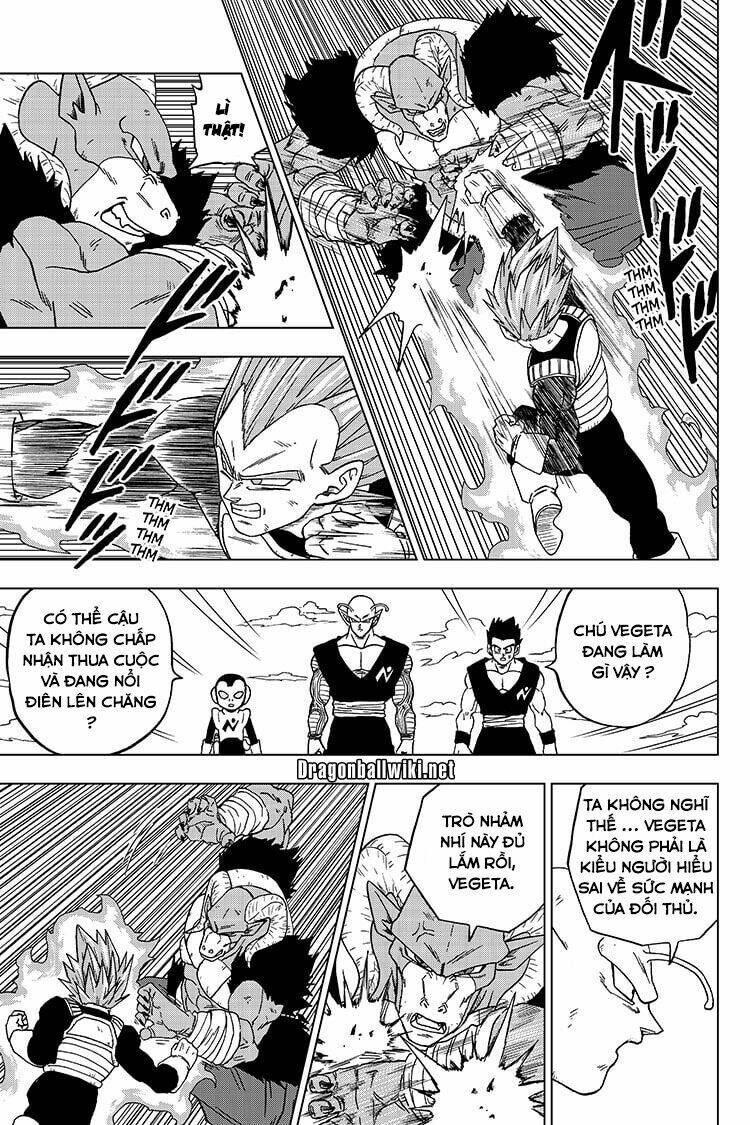 THM
THM
THM
THM
LÌ
THẬT!
THM
THM
THM
THM
CHÚ VEGETA
ĐANG LÀM
GÌ VẬY ?
CÓ THỂ CẬU
TA KHÔNG CHẤP
NHẬN THUA CUỘC
VÀ ĐANG NỔI
ĐIÊN LÊN CHĂNG
?
Dragonballwiki.net
TA KHÔNG NGHĨ
THẾ ... VEGETA
KHÔNG PHẢI LÀ
KIỂU NGƯỜI HIỂU
SAI VỀ SỨC MẠNH
CỦA ĐỐI THỦ.
TRÒ NHẢM
NHÍ NÀY ĐỦ
LẮM RỒI,
VEGETA.